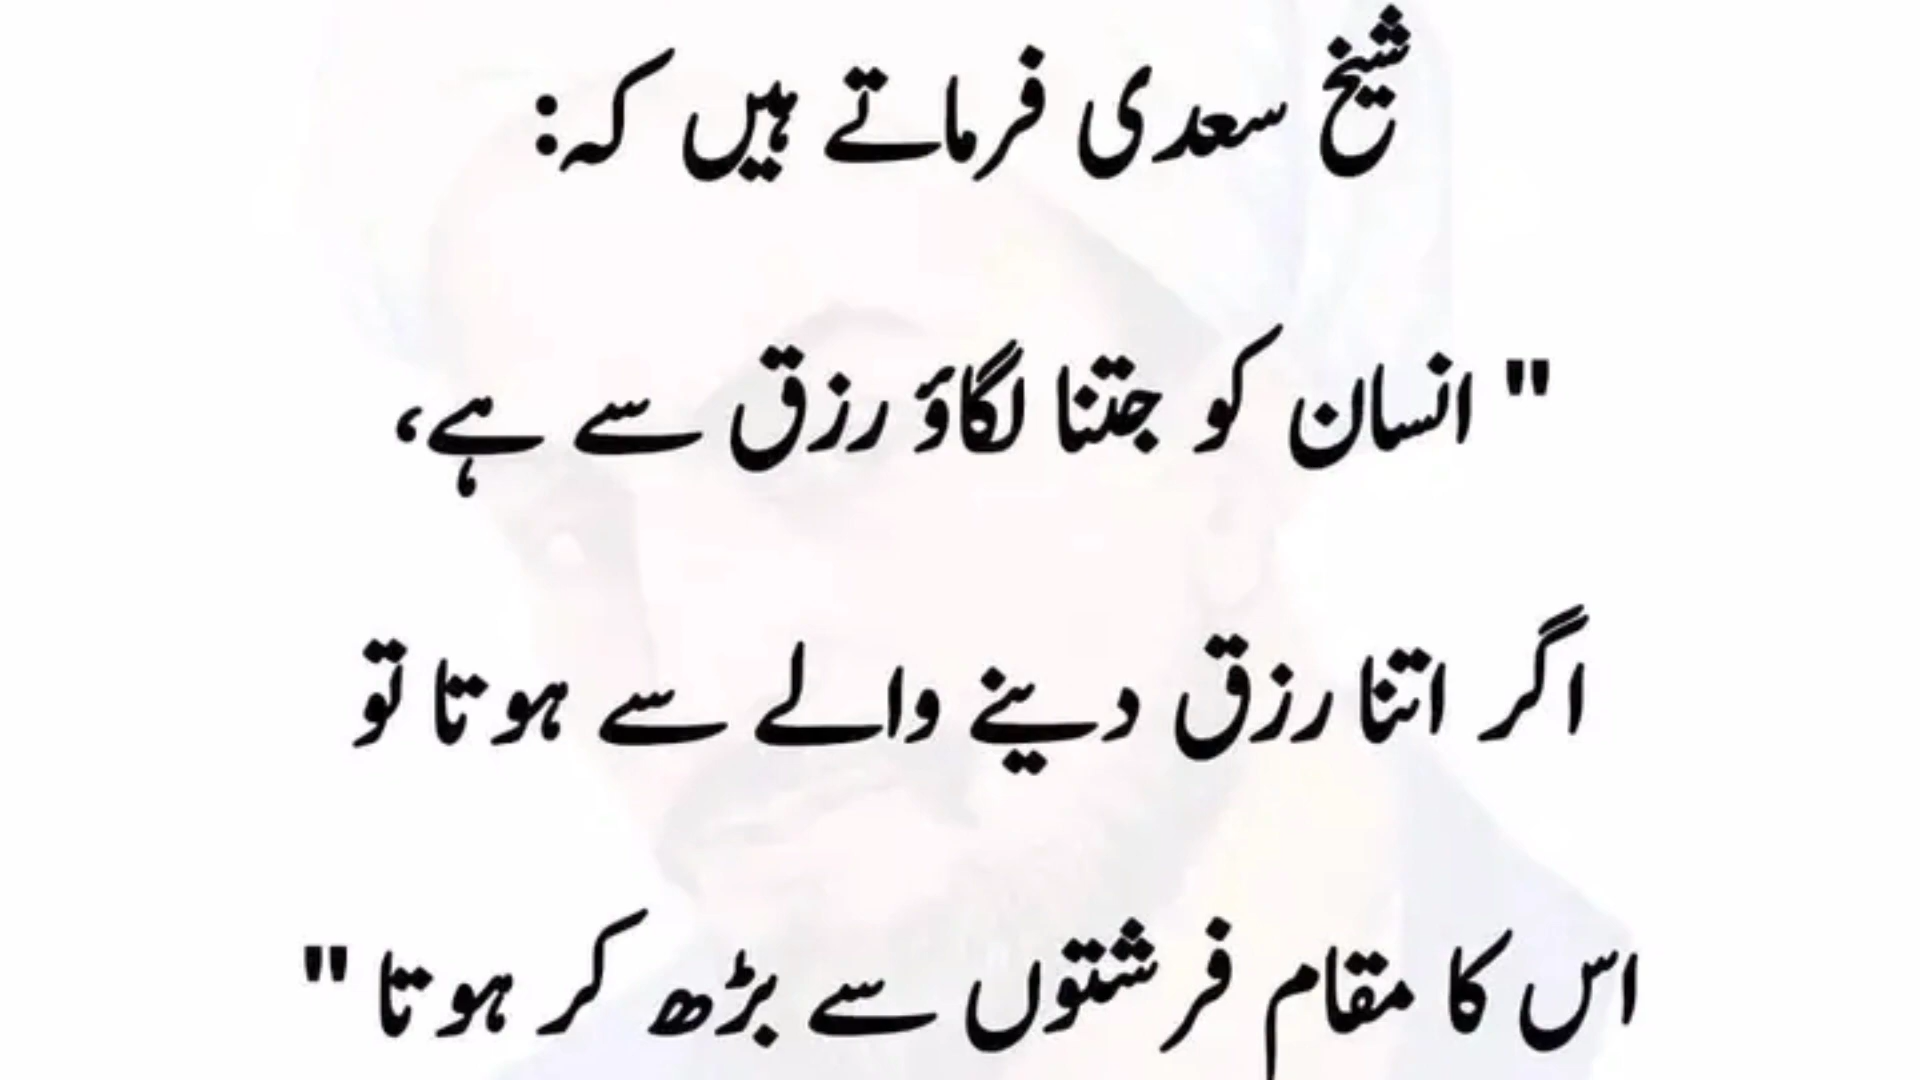 شیخ سعدی فرماتے ہیں کہ:
" انسان کو جتنا لگاؤ رزق سے ہے،
اگر اتنا رزق دینے والے سے ہوتا تو
اس کا مقام فرشتوں سے بڑھ کر ہوتا "